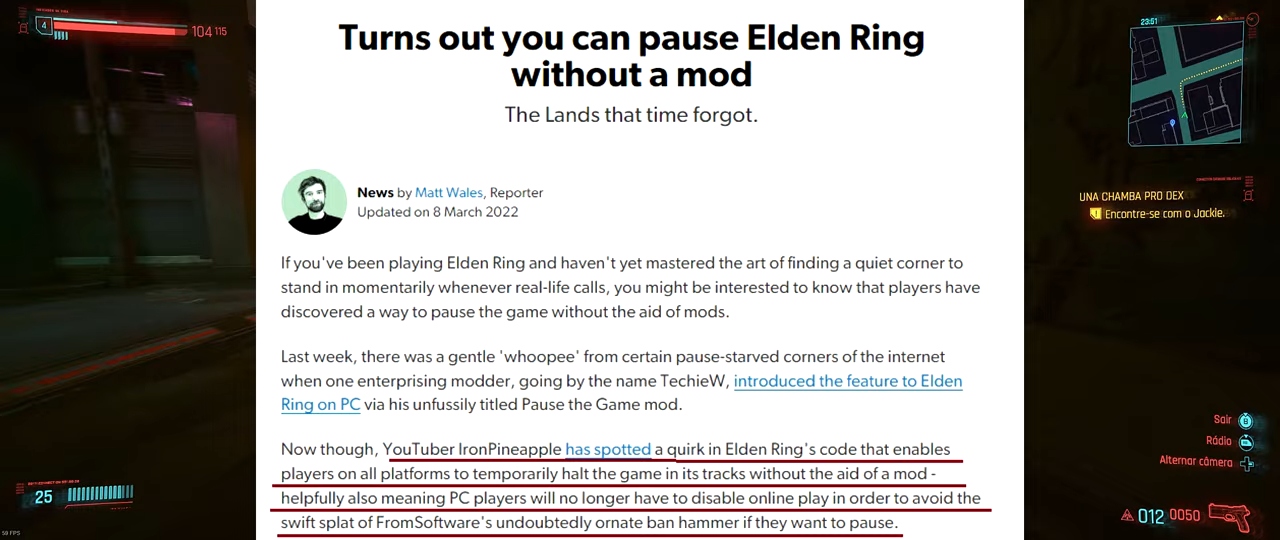 4
104 115
Turns out you can pause Elden Ring
without a mod
The Lands that time forgot.
News by Matt Wales, Reporter
Updated on 8 March 2022
If you've been playing Elden Ring and haven't yet mastered the art of finding a quiet corner to
stand in momentarily whenever real-life calls, you might be interested to know that players have
discovered a way to pause the game without the aid of mods.
Last week, there was a gentle 'whoopee' from certain pause-starved corners of the internet
when one enterprising modder, going by the name TechieW, introduced the feature to Elden
Ring on PC via his unfussily titled Pause the Game mod.
Now though, YouTuber IronPineapple has spotted a quirk in Elden Ring's code that enables
players on all platforms to temporarily halt the game in its tracks without the aid of a mod -
helpfully also meaning PC players will no longer have to disable online play in order to avoid the
swift splat of FromSoftware's undoubtedly ornate ban hammer if they want to pause.
25
58 FPS
23:51
UNA CHAMBA PRO DEX
Encontre-se com o Jackie.
Sair
Rádio
Alternar câmera
012 0050